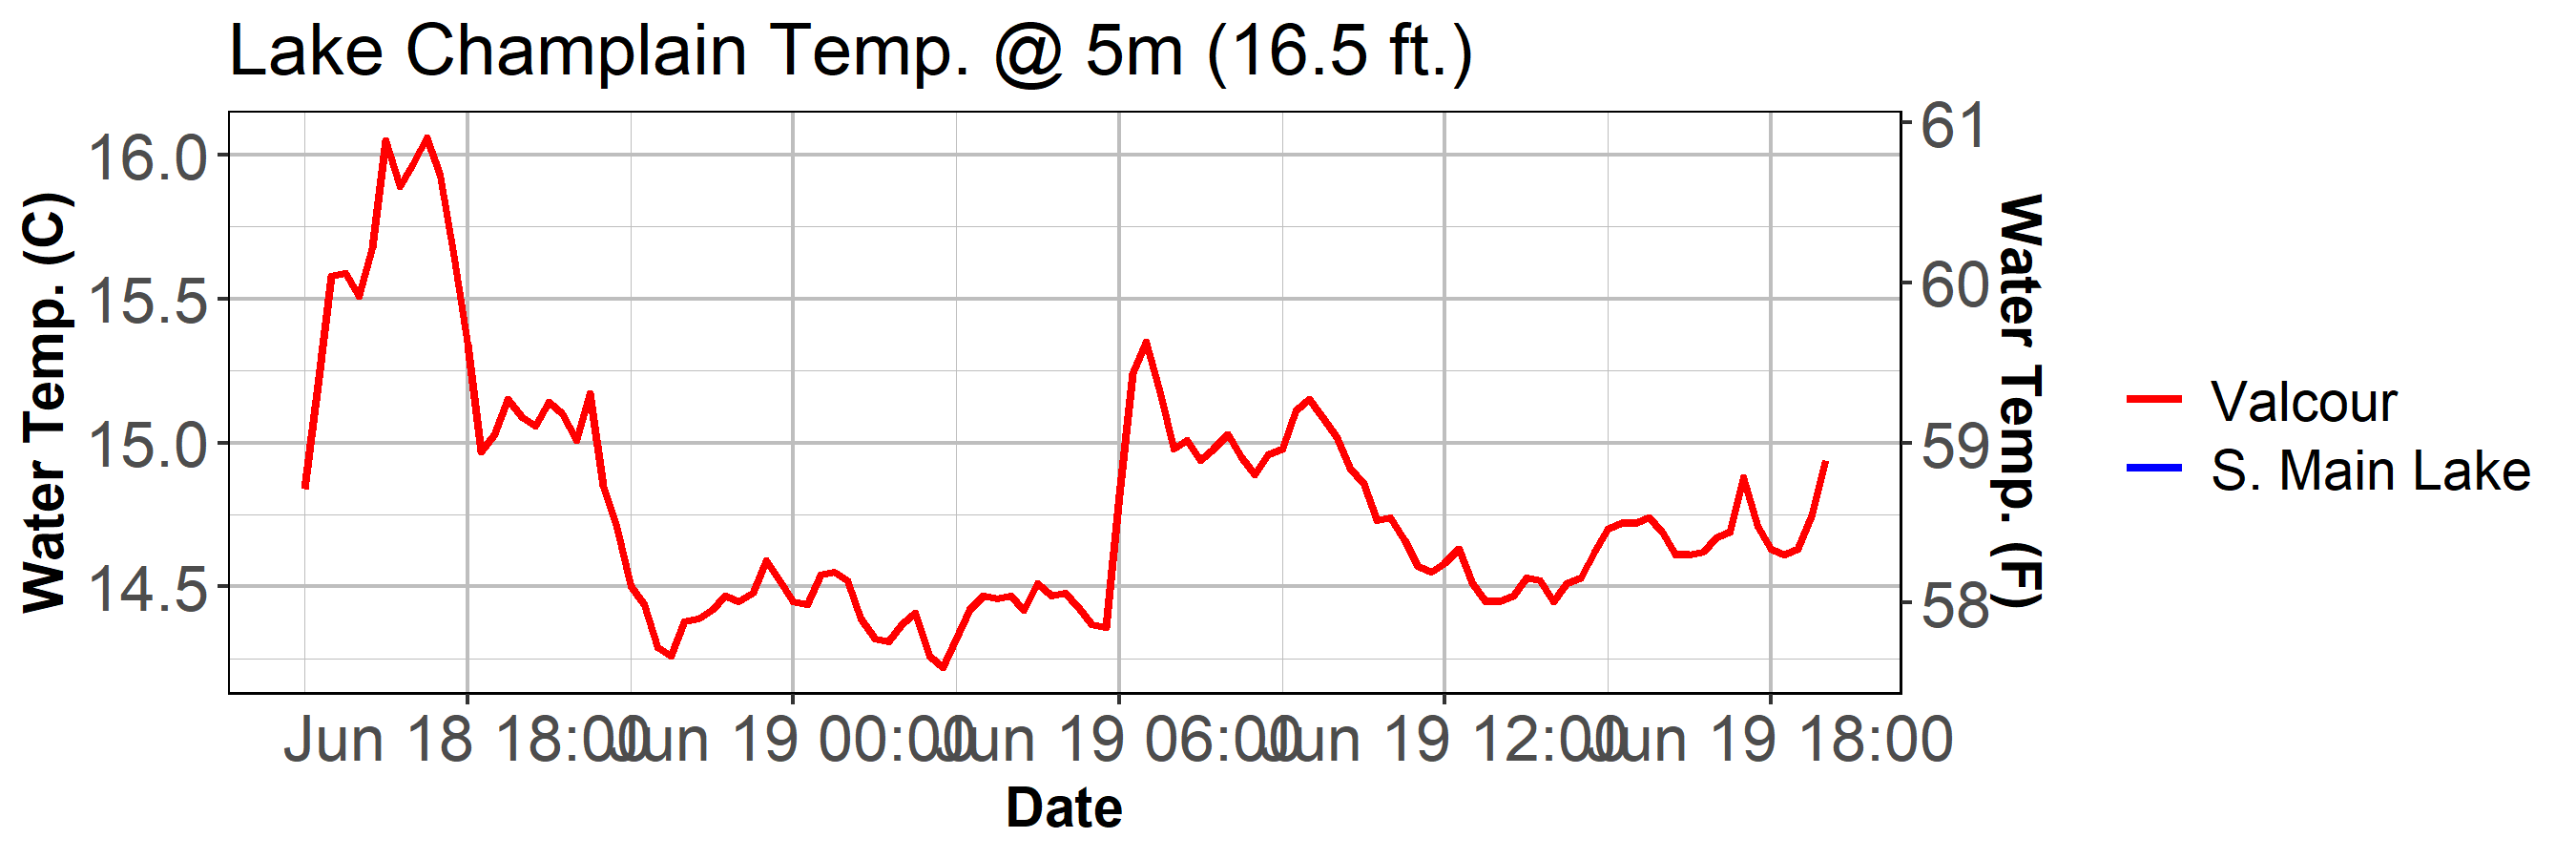 Lake Champlain Temp. @ 5m (16.5 ft.)
Water Temp. (C)
16.0
15.5
15.0
14.5
61
60
59
58
Water Temp. (F)
Jun 18 18:00
Jun 19 00:00
Jun 19 06:00
Jun 19 12:00
Jun 19 18:00
Date
Valcour
S. Main Lake